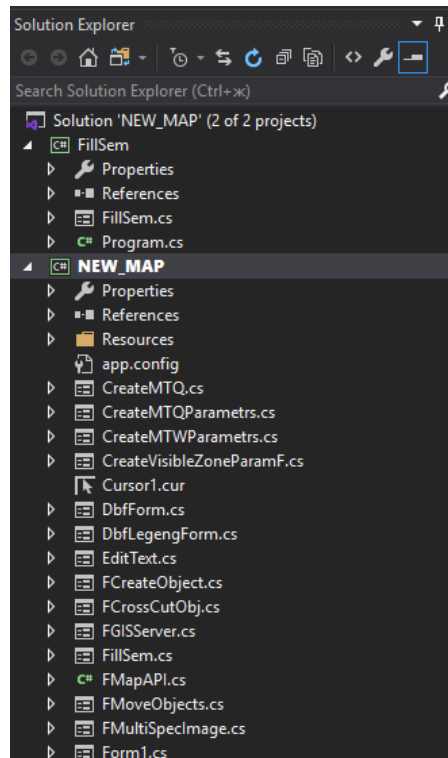 Solution Explorer
Search Solution Explorer (Ctrl+ж)
Solution 'NEW_MAP' (2 of 2 projects)
C# FillSem
Properties
References
FillSem.cs
C# Program.cs
C# NEW_MAP
Properties
References
Resources
app.config
CreateMTQ.cs
CreateMTQParametrs.cs
CreateMTWParametrs.cs
CreateVisibleZoneParamF.cs
Cursor1.cur
DbfForm.cs
DbfLegengForm.cs
EditText.cs
FCreateObject.cs
FCrossCutObj.cs
FGISServer.cs
FillSem.cs
C# FMapAPI.cs
FMoveObjects.cs
FMultiSpecImage.cs
Form1.cs